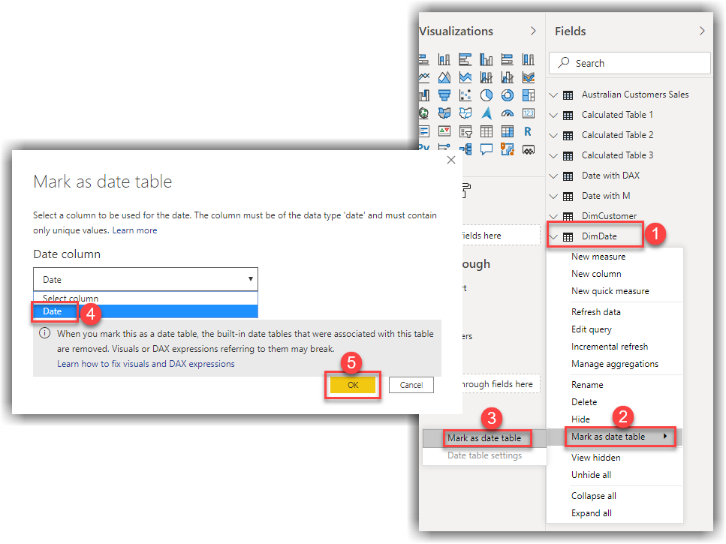 Visualizations
Fields
Search
Australian Customers Sales
Calculated Table 1
Calculated Table 2
Calculated Table 3
Date with DAX
Date with M
DimCustomer
DimDate
1
New measure
New column
New quick measure
Refresh data
Edit query
Incremental refresh
Manage aggregations
Rename
Delete
Hide
Mark as date table
2
View hidden
Unhide all
Collapse all
Expand all
3
Mark as date table
Date table settings
R
fields here
rough
through fields here
Mark as date table
Select a column to be used for the date. The column must be of the data type 'date' and must contain
only unique values. Learn more
Date column
Date
Select column
Date
4
When you mark this as a date table, the built-in date tables that were associated with this table
are removed. Visuals or DAX expressions referring to them may break.
Learn how to fix visuals and DAX expressions
5
OK
Cancel